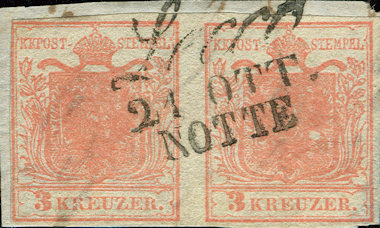 KKPOST-STEMPEL KKPOST-STEMPEL
21 OTT.
NOTTE
3 KREUZER. 3 KREUZER.